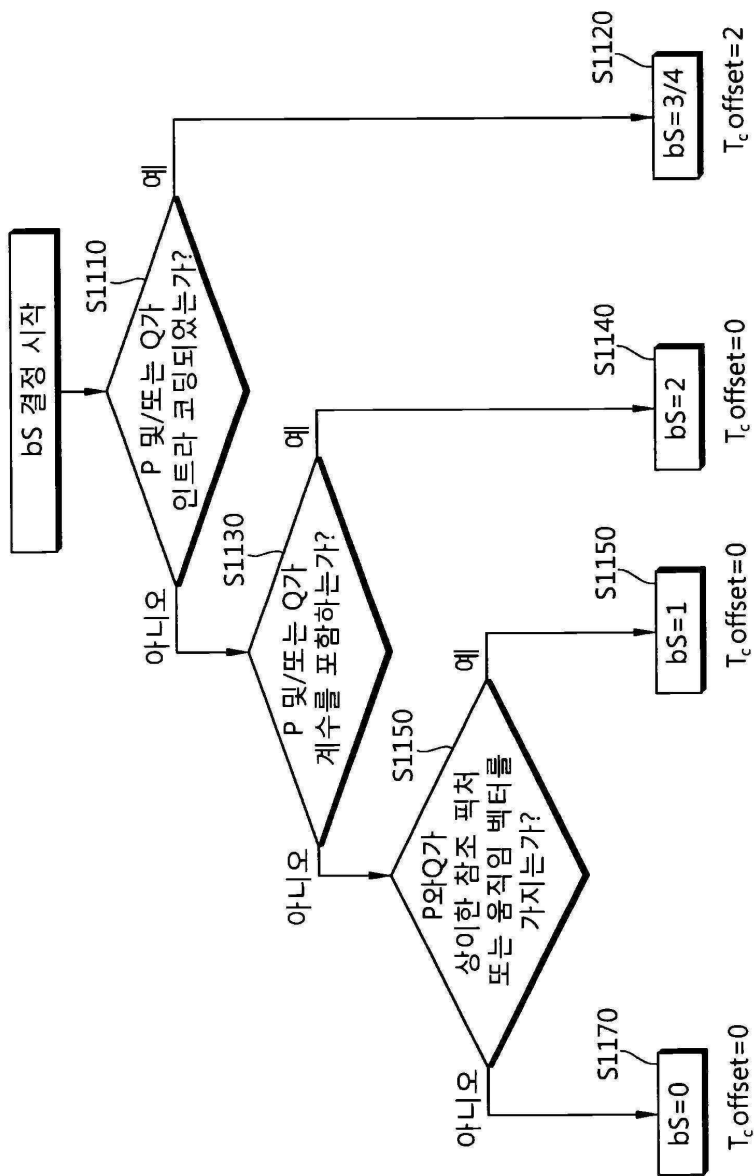 bS 결정 시작
S1110
P 및/또는 Q가
인트라 코딩되었는가?
예
아니오
S1120
bS=3/4
T_c offset=2
S1130
P 및/또는 Q가
계수를 포함하는가?
예
아니오
S1140
bS=2
T_c offset=0
S1150
P와Q가
상이한 참조 픽처
또는 움직임 벡터를
가지는가?
예
아니오
S1150
bS=1
T_c offset=0
S1170
bS=0
T_c offset=0